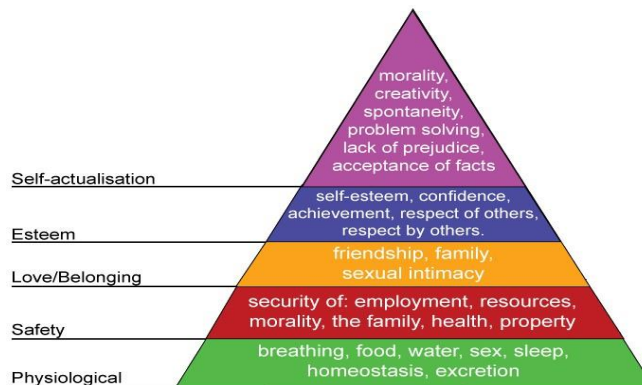 morality,
creativity,
spontaneity,
problem solving,
lack of prejudice,
acceptance of facts
Self-actualisation
self-esteem, confidence,
achievement, respect of others,
respect by others.
Esteem
friendship, family,
sexual intimacy
Love/Belonging
security of: employment, resources,
morality, the family, health, property
Safety
breathing, food, water, sex, sleep,
homeostasis, excretion
Physiological